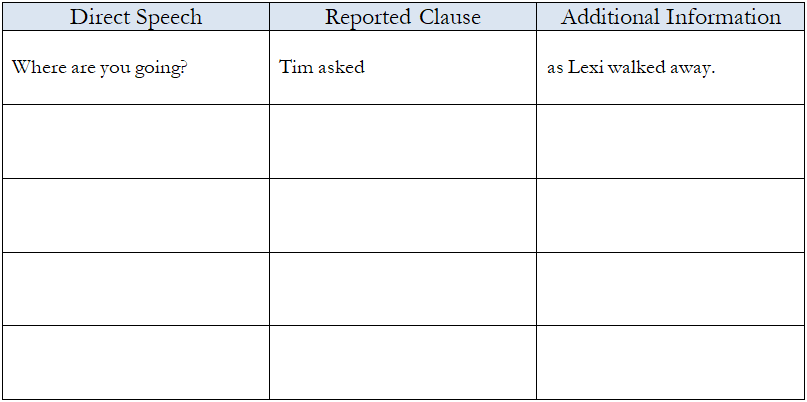 Direct Speech Reported Clause Additional Information
Where are you going? Tim asked as Lexi walked away.